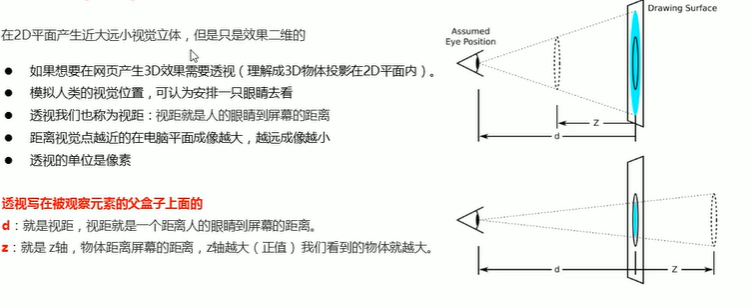 在2D平面产生近大远小视觉立体，但是只是效果二维的
● 如果想要在网页产生3D效果需要透视（理解成3D物体投影在2D平面内）。
● 模拟人类的视觉位置，可认为安排一只眼睛去看
● 透视我们也称为视距：视距就是人的眼睛到屏幕的距离
● 距离视觉点越近的在电脑平面成像越大，越远成像越小
● 透视的单位是像素
透视写在被观察元素的父盒子上面的
d：就是视距，视距就是一个距离人的眼睛到屏幕的距离。
z：就是 z轴，物体距离屏幕的距离，z轴越大（正值）我们看到的物体就越大。
Drawing Surface
Assumed
Eye Position
Z
d
d
Z